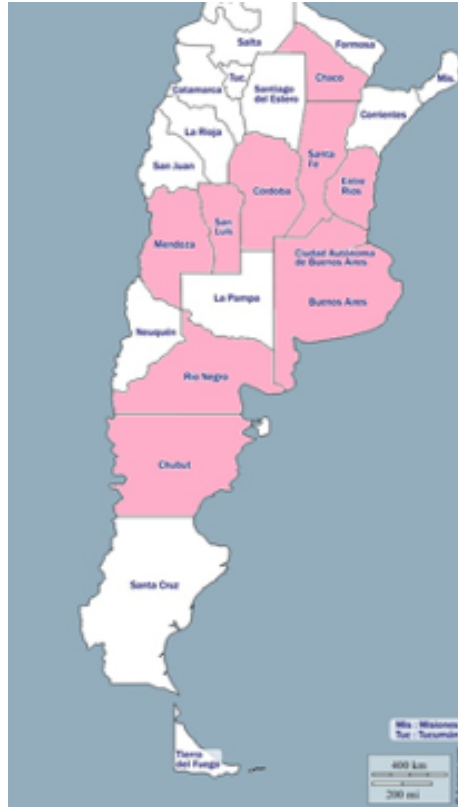 Salta
Formosa
Tuc.
Catamarca
Santiago
del Estero
Chaco
Mis.
Corrientes
La Rioja
San Juan
Santa
Fe
Cordoba
Entre
Rios
San
Luis
Mendoza
Ciudad Autónoma
de Buenos Aires
La Pampa
Buenos Aires
Neuquén
Rio Negro
Chubut
Santa Cruz
Mis : Misiones
Tuc : Tucumán
Tierra
del Fuego
400 km
200 mi